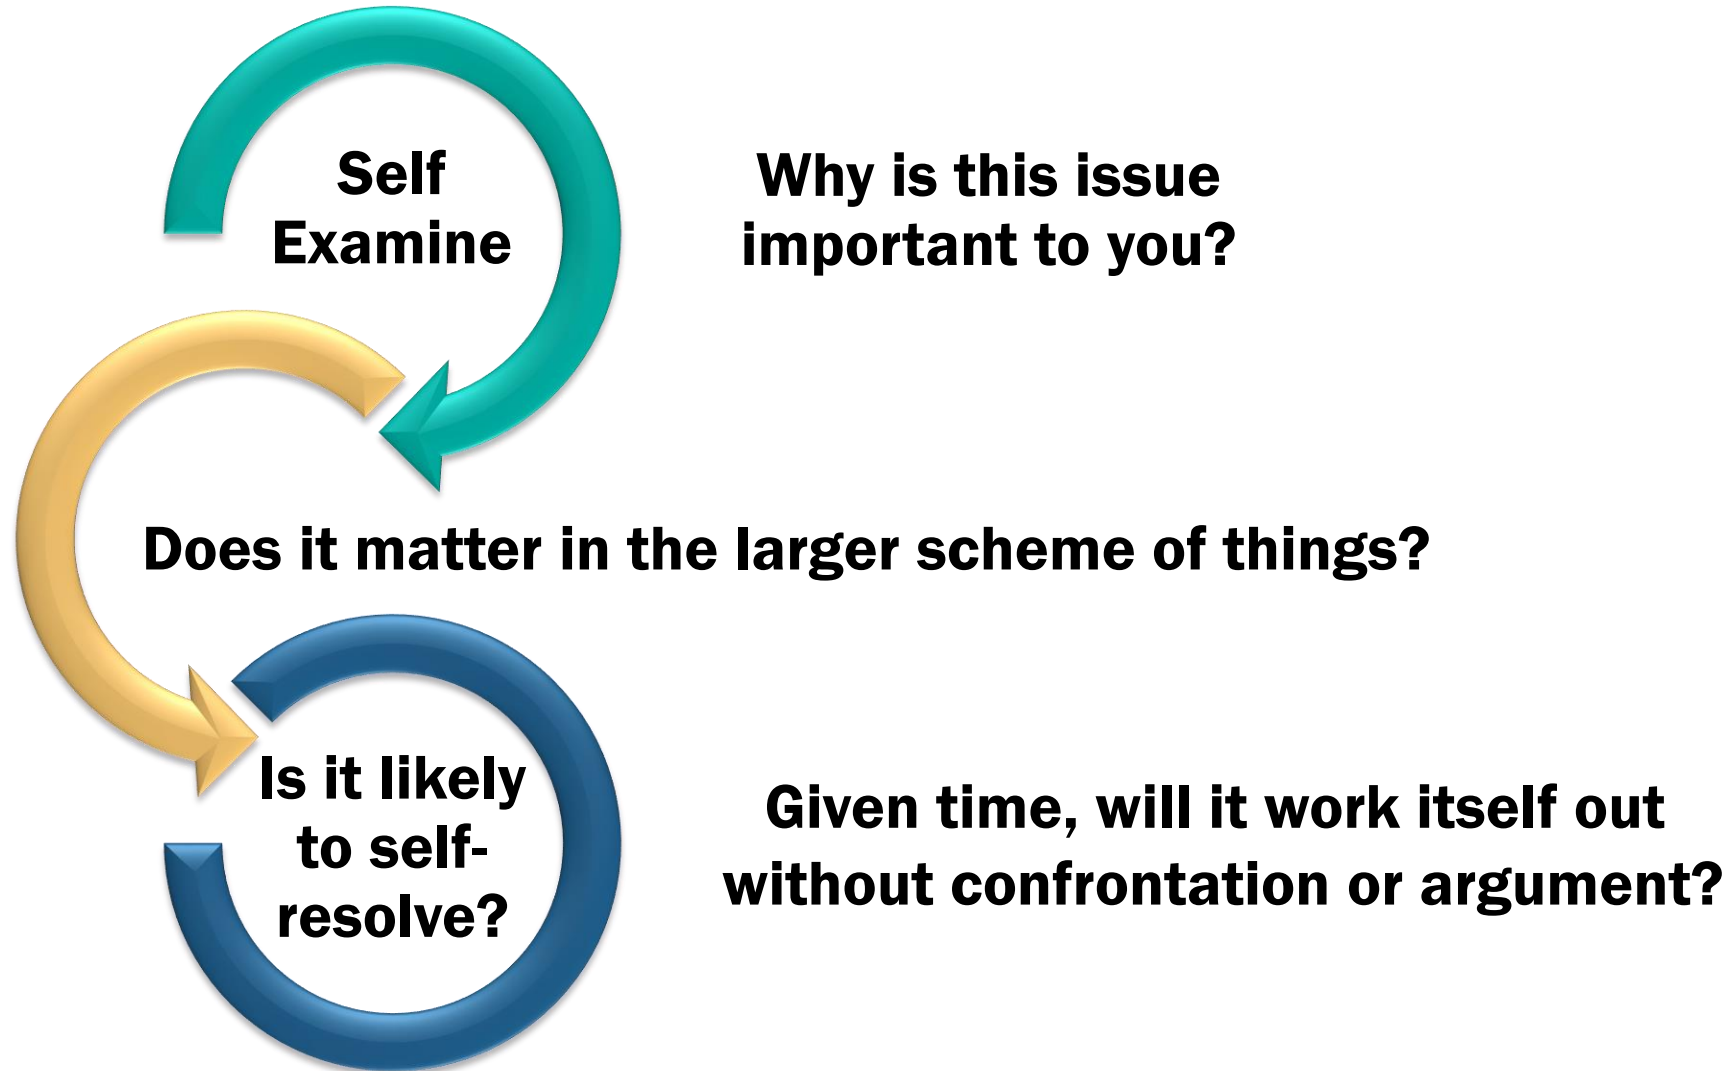 Self
Examine
Why is this issue
important to you?
Does it matter in the larger scheme of things?
Is it likely
to self-
resolve?
Given time, will it work itself out
without confrontation or argument?